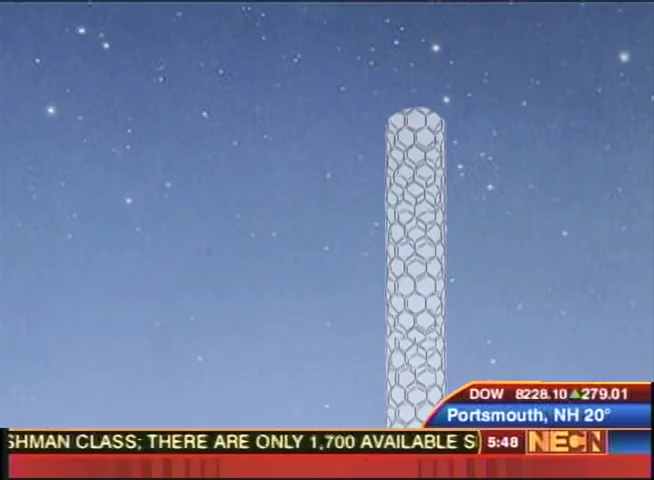 DOW 8228.10▲279.01
Portsmouth, NH 20°
SHMAN CLASS; THERE ARE ONLY 1,700 AVAILABLE S
5:48 NECN